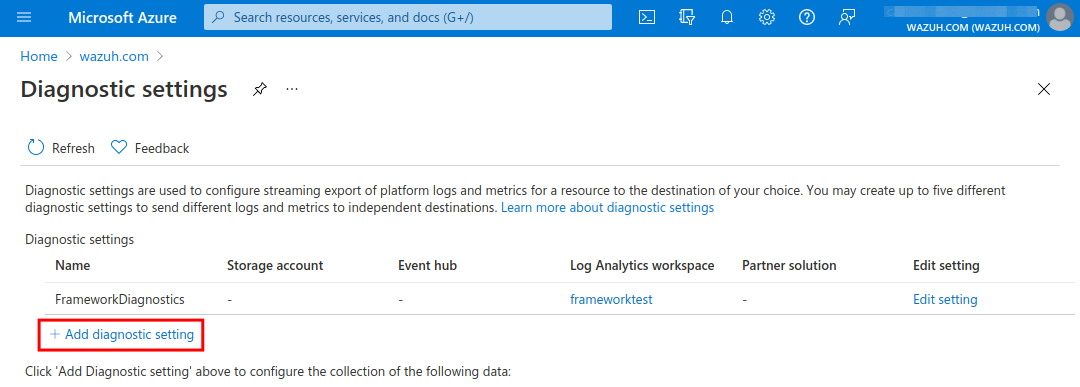 Microsoft Azure
Search resources, services, and docs (G+/)
WAZUH.COM (WAZUH.COM)
Home > wazuh.com >
Diagnostic settings
Refresh Feedback
Diagnostic settings are used to configure streaming export of platform logs and metrics for a resource to the destination of your choice. You may create up to five different
diagnostic settings to send different logs and metrics to independent destinations. Learn more about diagnostic settings
Diagnostic settings
Name Storage account Event hub Log Analytics workspace Partner solution Edit setting
FrameworkDiagnostics - - frameworktest - Edit setting
+ Add diagnostic setting
Click 'Add Diagnostic setting' above to configure the collection of the following data: